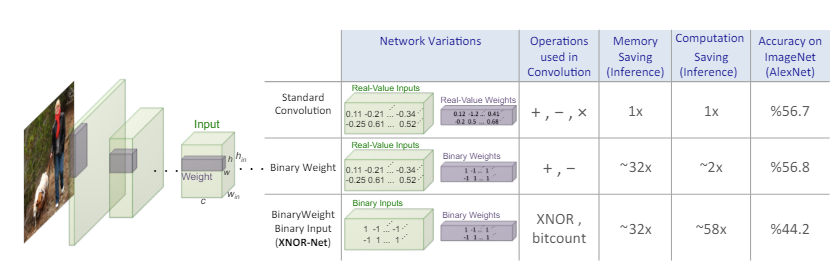 Network Variations
Operations
used in
Convolution
Memory
Saving
(Inference)
Computation
Saving
(Inference)
Accuracy on
ImageNet
(AlexNet)
Input
Weight
h
h_in
w
w_in
c
. . .
. . .
Standard
Convolution
Real-Value Inputs
0.11 -0.21 ... -0.34
-0.25 0.61 ... 0.52
Real-Value Weights
0.12 -1.2 ... 0.41
-0.2 0.5 ... 0.68
+ , − , ×
1x
1x
%56.7
Binary Weight
Real-Value Inputs
0.11 -0.21 ... -0.34
-0.25 0.61 ... 0.52
Binary Weights
1 -1 ... 1
-1 1 ... 1
+ , −
~32x
~2x
%56.8
BinaryWeight
Binary Input
(XNOR-Net)
Binary Inputs
1 -1 ... -1
-1 1 ... 1
Binary Weights
1 -1 ... 1
-1 1 ... 1
XNOR ,
bitcount
~32x
~58x
%44.2